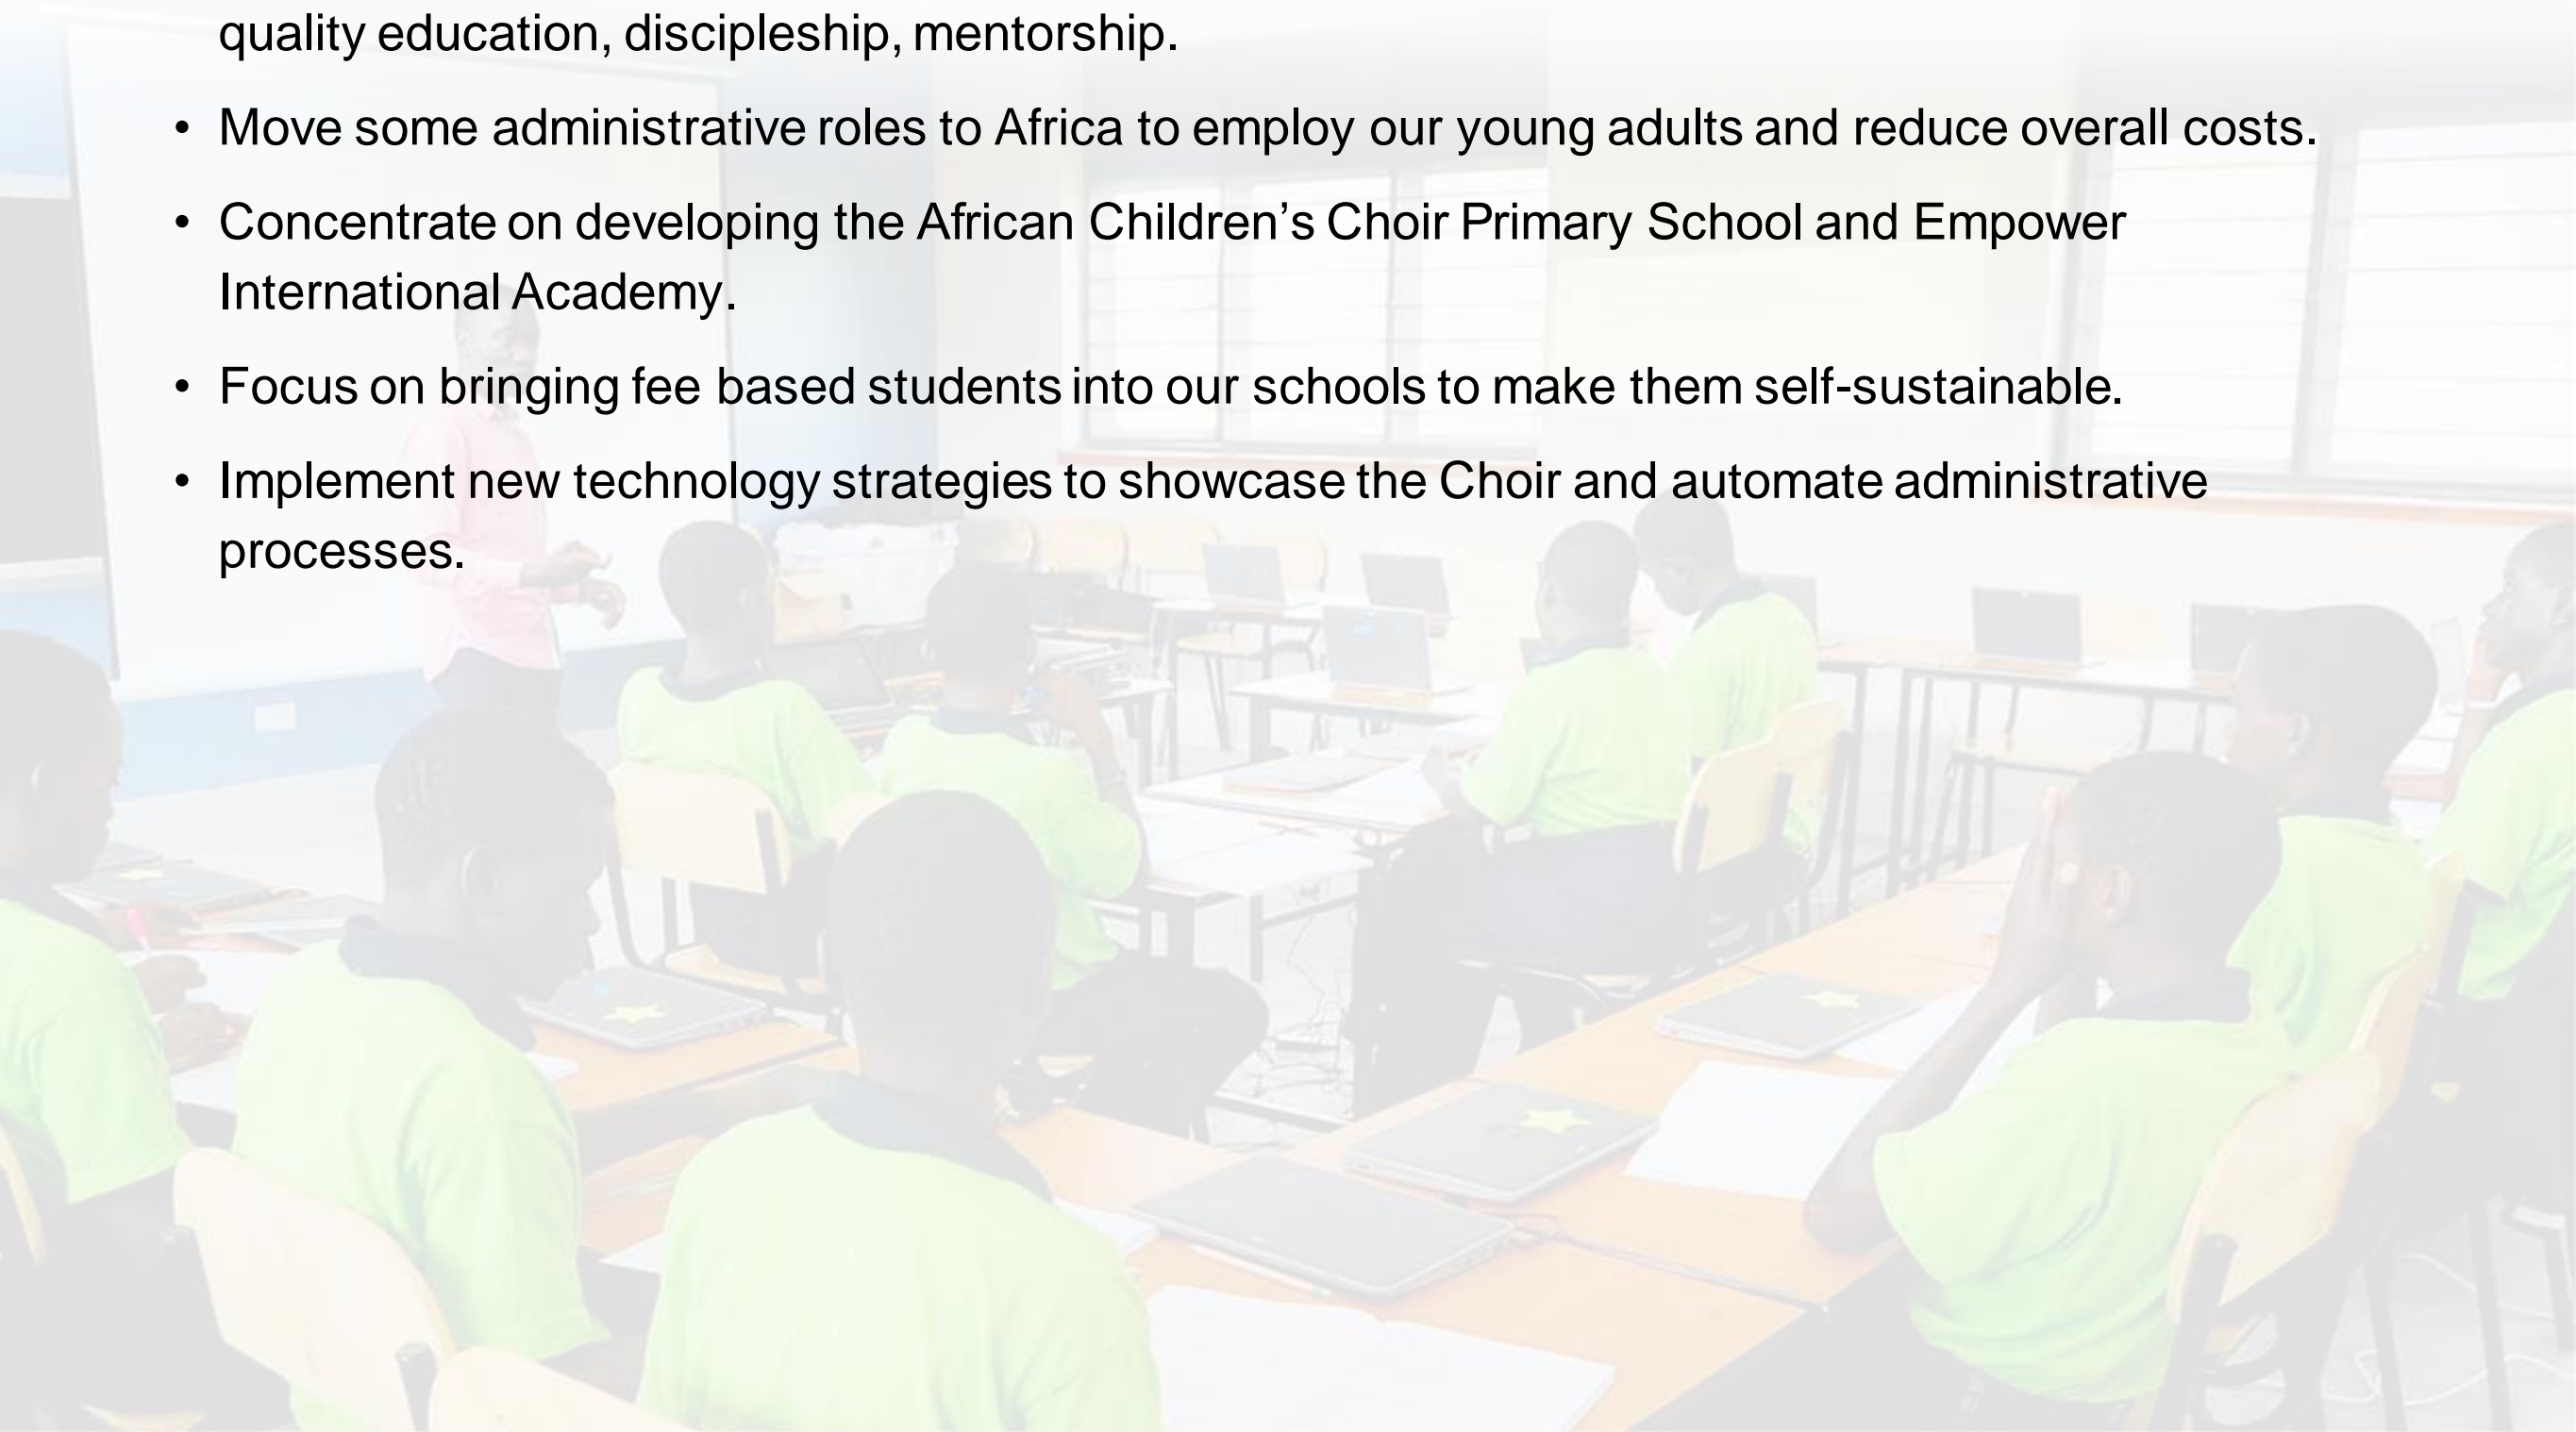 quality education, discipleship, mentorship.
• Move some administrative roles to Africa to employ our young adults and reduce overall costs.
• Concentrate on developing the African Children’s Choir Primary School and Empower
International Academy.
• Focus on bringing fee based students into our schools to make them self-sustainable.
• Implement new technology strategies to showcase the Choir and automate administrative
processes.